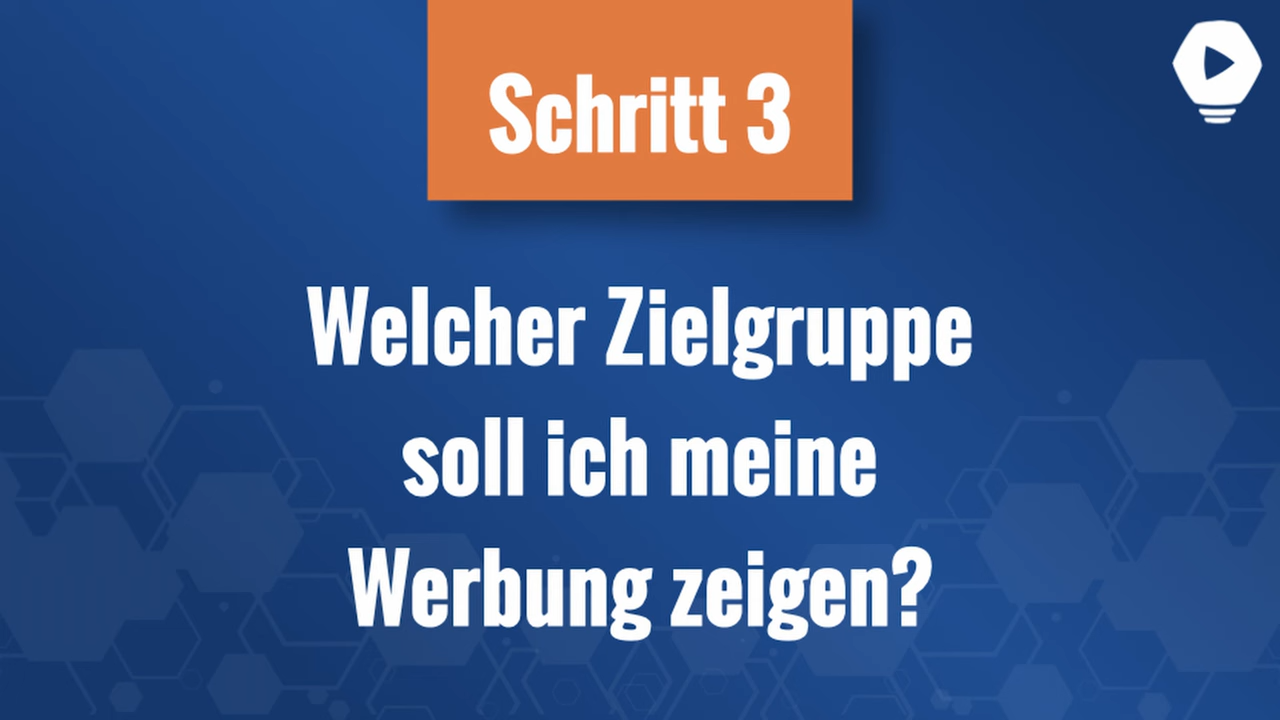 Schritt 3
Welcher Zielgruppe
soll ich meine
Werbung zeigen?